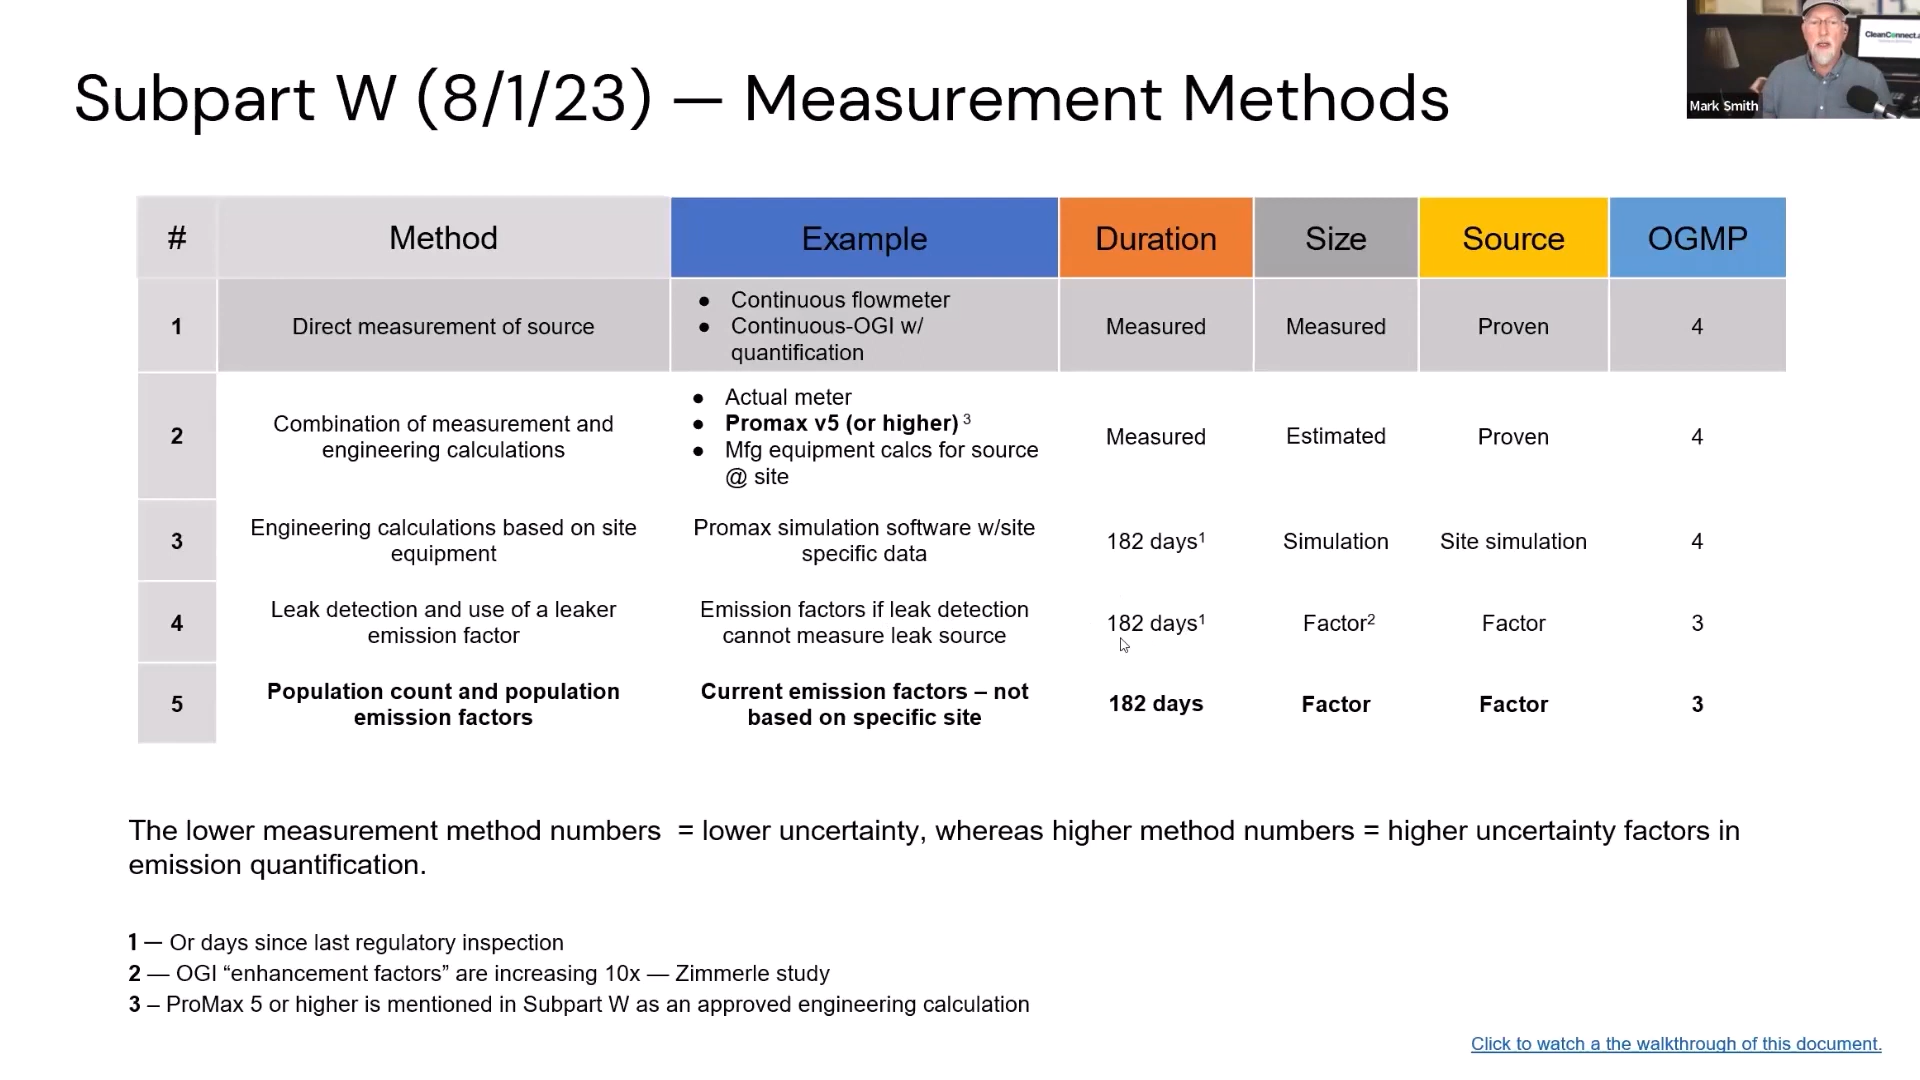 CleanConnect.a
Mark Smith
Subpart W (8/1/23) — Measurement Methods
# Method Example Duration Size Source OGMP
1 Direct measurement of source
● Continuous flowmeter
● Continuous-OGI w/
quantification
Measured Measured Proven 4
2 Combination of measurement and
engineering calculations
● Actual meter
● Promax v5 (or higher) ³
● Mfg equipment calcs for source
@ site
Measured Estimated Proven 4
3 Engineering calculations based on site
equipment
Promax simulation software w/site
specific data
182 days¹ Simulation Site simulation 4
4 Leak detection and use of a leaker
emission factor
Emission factors if leak detection
cannot measure leak source
182 days¹ Factor² Factor 3
5 Population count and population
emission factors
Current emission factors – not
based on specific site
182 days Factor Factor 3
The lower measurement method numbers = lower uncertainty, whereas higher method numbers = higher uncertainty factors in
emission quantification.
1 — Or days since last regulatory inspection
2 — OGI “enhancement factors” are increasing 10x — Zimmerle study
3 – ProMax 5 or higher is mentioned in Subpart W as an approved engineering calculation
Click to watch a the walkthrough of this document.